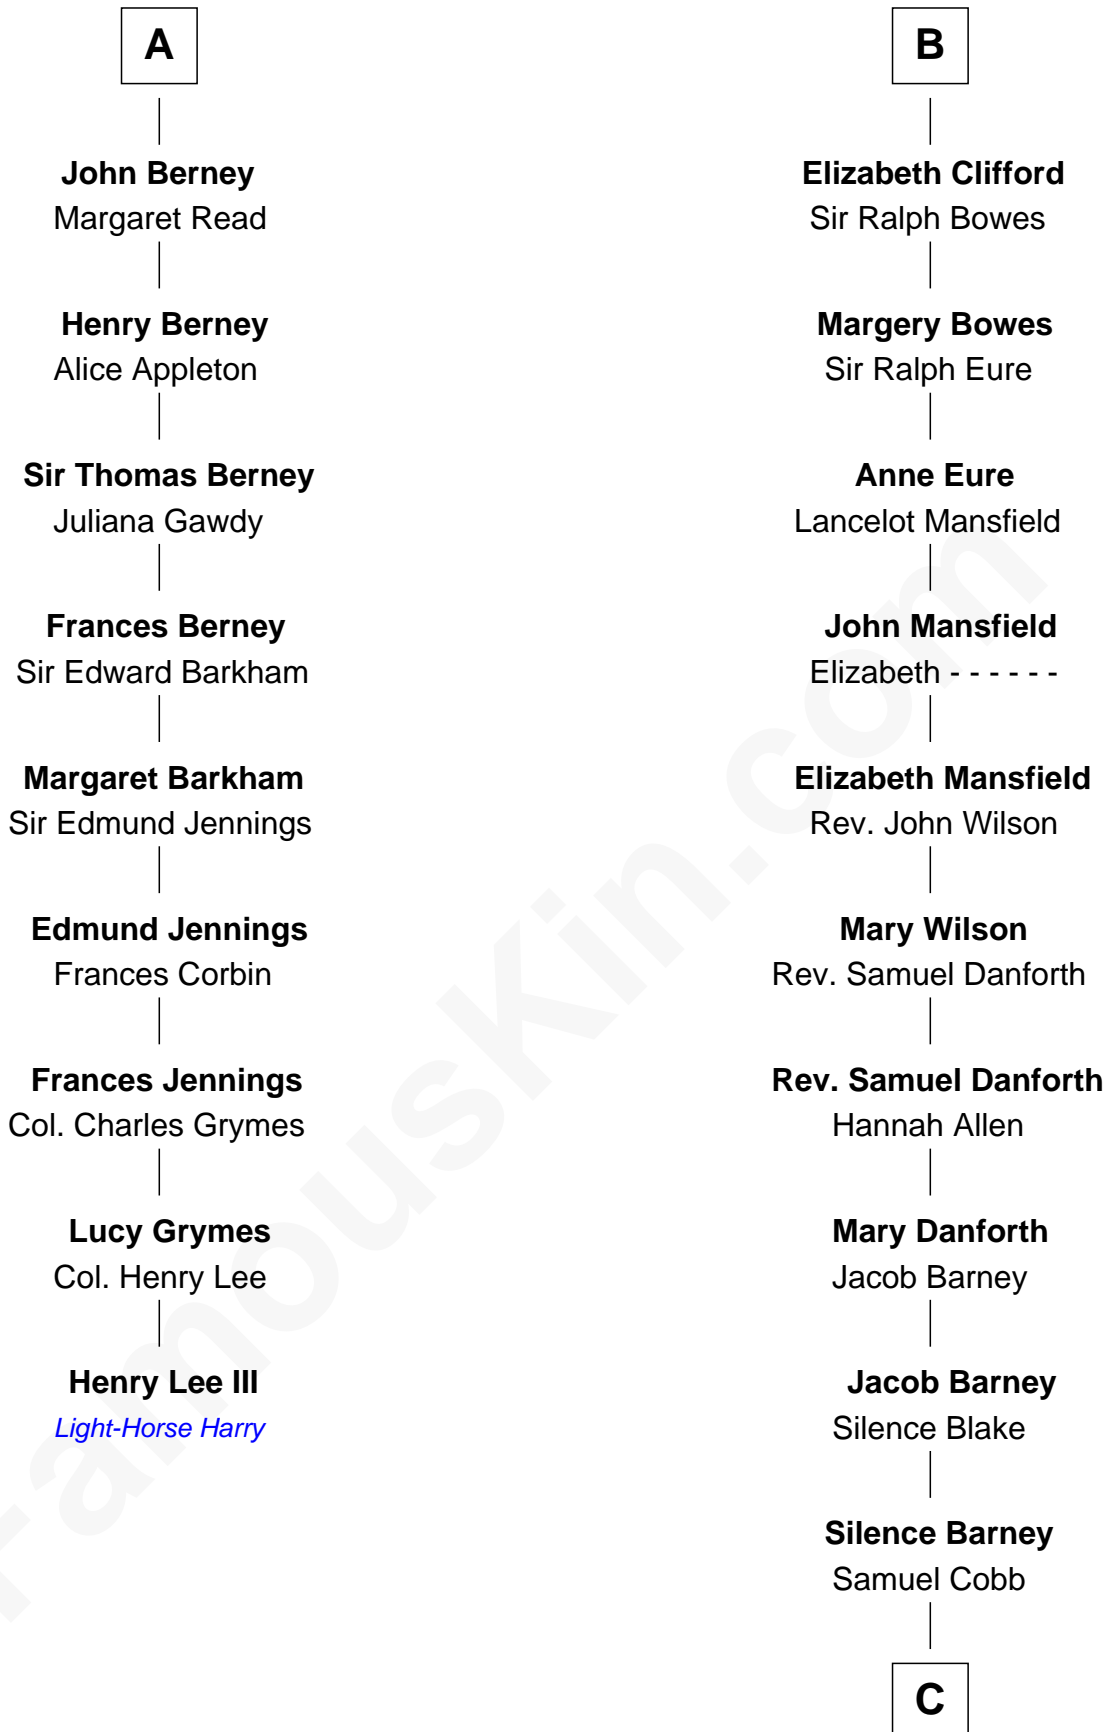 A
John Berney
Margaret Read
Henry Berney
Alice Appleton
Sir Thomas Berney
Juliana Gawdy
Frances Berney
Sir Edward Barkham
Margaret Barkham
Sir Edmund Jennings
Edmund Jennings
Frances Corbin
Frances Jennings
Col. Charles Grymes
Lucy Grymes
Col. Henry Lee
Henry Lee III
Light-Horse Harry
B
Elizabeth Clifford
Sir Ralph Bowes
Margery Bowes
Sir Ralph Eure
Anne Eure
Lancelot Mansfield
John Mansfield
Elizabeth - - - - - -
Elizabeth Mansfield
Rev. John Wilson
Mary Wilson
Rev. Samuel Danforth
Rev. Samuel Danforth
Hannah Allen
Mary Danforth
Jacob Barney
Jacob Barney
Silence Blake
Silence Barney
Samuel Cobb
C
FamousKin.com